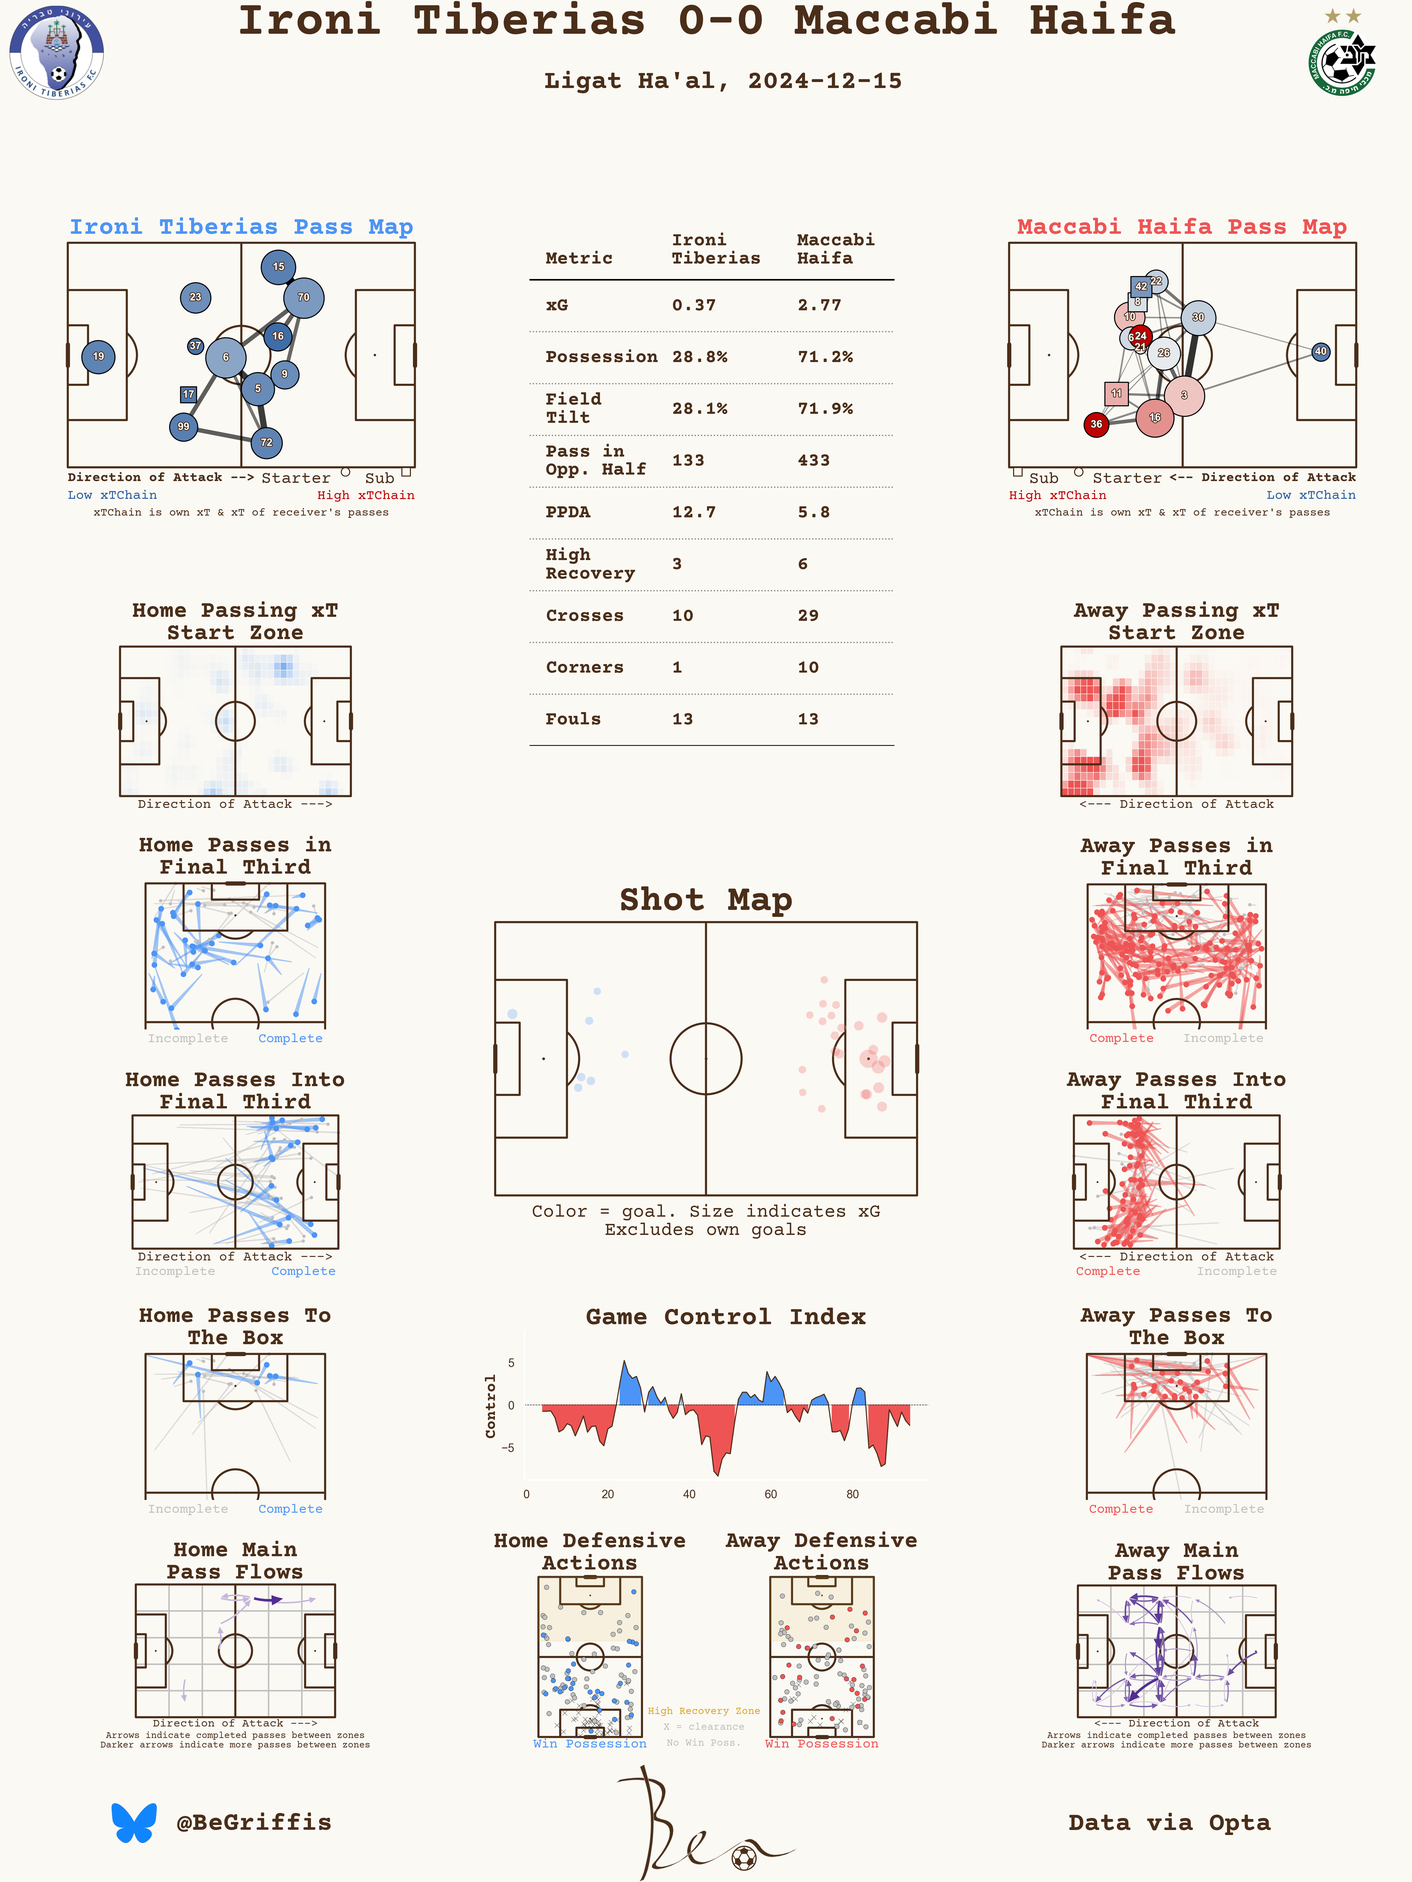 Ironi Tiberias 0-0 Maccabi Haifa
Ligat Ha'al, 2024-12-15
עירוני טבריה
IRONI TIBERIAS F.C
MACCABI HAIFA F.C.
מכבי חיפה מ.כ.
Ironi Tiberias Pass Map
15
23
70
37
16
19
6
9
17
5
99
72
Direction of Attack --> Starter Sub
Low xTChain High xTChain
xTChain is own xT & xT of receiver's passes
Metric Ironi Tiberias Maccabi Haifa
xG 0.37 2.77
Possession 28.8% 71.2%
Field Tilt 28.1% 71.9%
Pass in Opp. Half 133 433
PPDA 12.7 5.8
High Recovery 3 6
Crosses 10 29
Corners 1 10
Fouls 13 13
Maccabi Haifa Pass Map
22
42
8
10
30
24
6
21
26
40
11
3
16
36
Sub Starter <-- Direction of Attack
High xTChain Low xTChain
xTChain is own xT & xT of receiver's passes
Home Passing xT
Start Zone
Direction of Attack --->
Away Passing xT
Start Zone
<--- Direction of Attack
Home Passes in
Final Third
Incomplete Complete
Away Passes in
Final Third
Complete Incomplete
Shot Map
Color = goal. Size indicates xG
Excludes own goals
Home Passes Into
Final Third
Direction of Attack --->
Incomplete Complete
Away Passes Into
Final Third
<--- Direction of Attack
Complete Incomplete
Home Passes To
The Box
Incomplete Complete
Game Control Index
Control
5
0
−5
0 20 40 60 80
Away Passes To
The Box
Complete Incomplete
Home Main
Pass Flows
Direction of Attack --->
Arrows indicate completed passes between zones
Darker arrows indicate more passes between zones
Home Defensive
Actions
Win Possession
Away Defensive
Actions
Win Possession
High Recovery Zone
X = clearance
No Win Poss.
Away Main
Pass Flows
<--- Direction of Attack
Arrows indicate completed passes between zones
Darker arrows indicate more passes between zones
@BeGriffis
Ben
Data via Opta